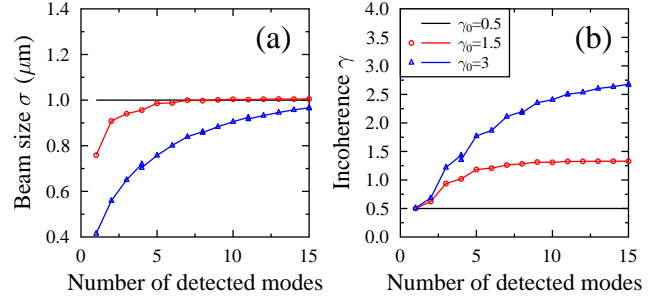 (a)
Beam size σ (μm)
1.4
1.2
1.0
0.8
0.6
0.4
0
5
10
15
Number of detected modes
(b)
γ₀=0.5
γ₀=1.5
γ₀=3
Incoherence γ
4.0
3.5
3.0
2.5
2.0
1.5
1.0
0.5
0.0
0
5
10
15
Number of detected modes